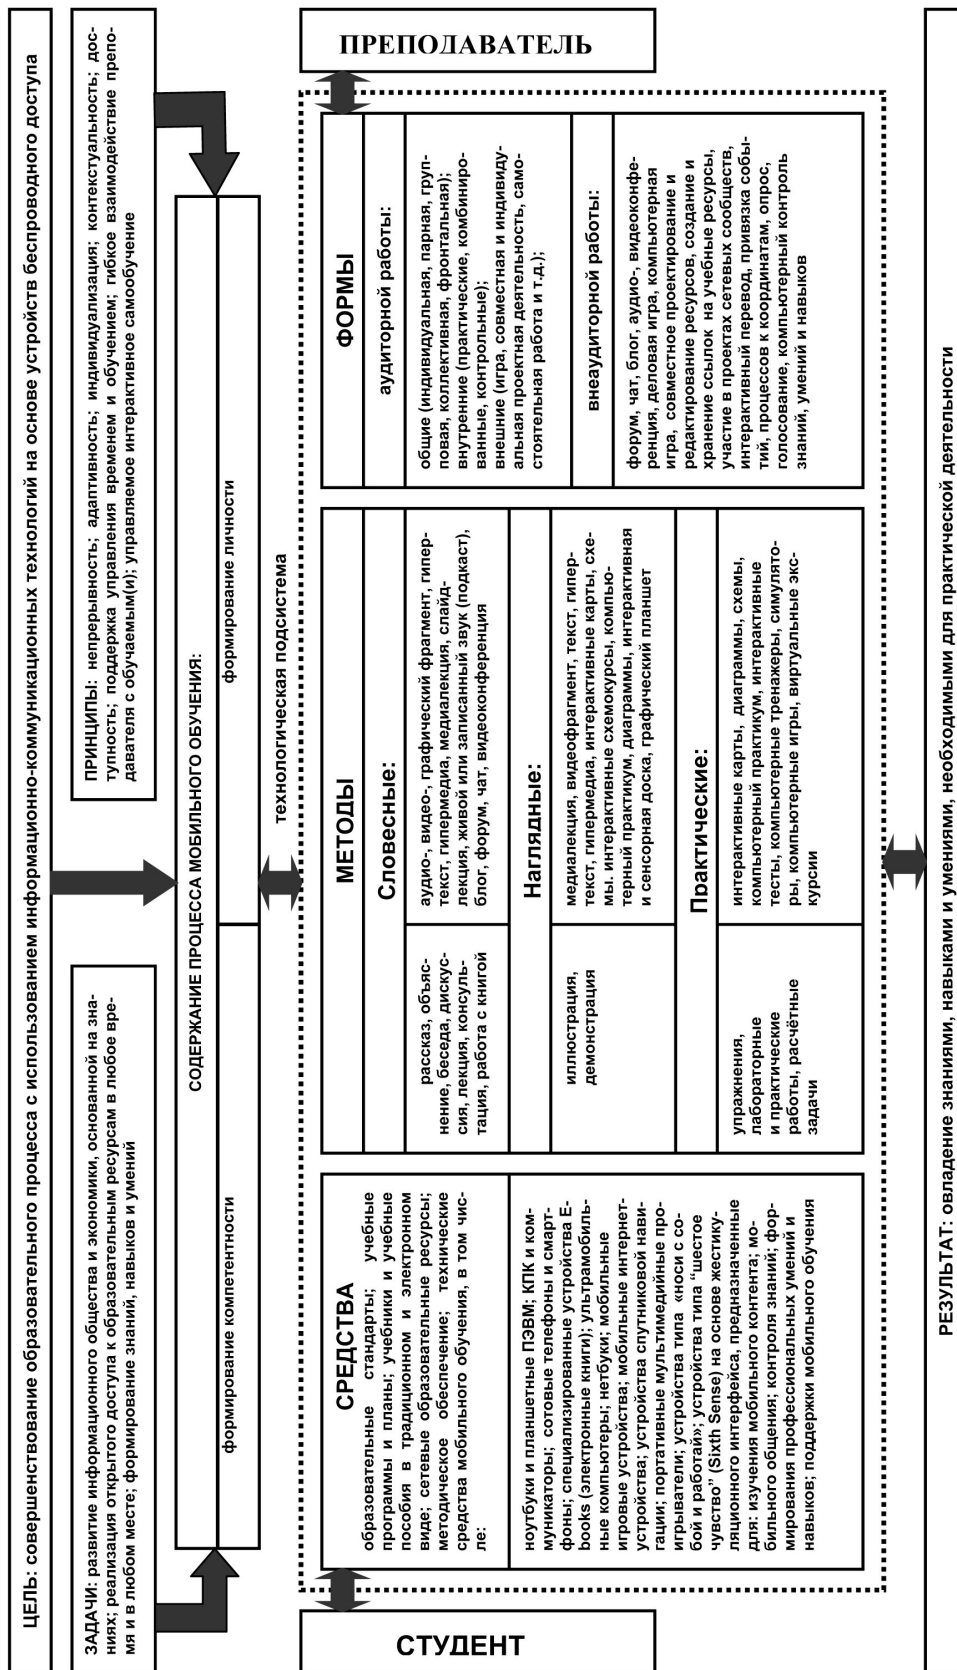 ЦЕЛЬ: совершенствование образовательного процесса с использованием информационно-коммуникационных технологий на основе устройств беспроводного доступа
ЗАДАЧИ: развитие информационного общества и экономики, основанной на зна-
ниях; реализация открытого доступа к образовательным ресурсам в любое вре-
мя и в любом месте; формирование знаний, навыков и умений
ПРИНЦИПЫ: непрерывность; адаптивность; индивидуализация; контекстуальность; дос-
тупность; поддержка управления временем и обучением; гибкое взаимодействие препо-
давателя с обучаемым(и); управляемое интерактивное самообучение
СОДЕРЖАНИЕ ПРОЦЕССА МОБИЛЬНОГО ОБУЧЕНИЯ:
формирование компетентности
формирование личности
технологическая подсистема
СТУДЕНТ
СРЕДСТВА
образовательные стандарты; учебные
программы и планы; учебники и учебные
пособия в традиционном и электронном
виде; сетевые образовательные ресурсы;
методическое обеспечение; технические
средства мобильного обучения, в том чис-
ле:
ноутбуки и планшетные ПЭВМ; КПК и ком-
муникаторы; сотовые телефоны и смарт-
фоны; специализированные устройства E-
books (электронные книги); ультрамобиль-
ные компьютеры; нетбуки; мобильные
игровые устройства; мобильные интернет-
устройства; устройства спутниковой нави-
гации; портативные мультимедийные про-
игрыватели; устройства типа «носи с со-
бой и работай»; устройства типа “шестое
чувство” (Sixth Sense) на основе жестику-
ляционного интерфейса, предназначенные
для: изучения мобильного контента; мо-
бильного общения; контроля знаний; фор-
мирования профессиональных умений и
навыков; поддержки мобильного обучения
МЕТОДЫ
Словесные:
рассказ, объяс-
нение, беседа, дискус-
сия, лекция, консуль-
тация, работа с книгой
аудио-, видео-, графический фрагмент, гипер-
текст, гипермедиа, медиалекция, слайд-
лекция, живой или записанный звук (подкаст),
блог, форум, чат, видеоконференция
Наглядные:
иллюстрация,
демонстрация
медиалекция, видеофрагмент, текст, гипер-
текст, гипермедиа, интерактивные карты, схе-
мы. интерактивные схемокурсы, компью-
терный практикум, диаграммы, интерактивная
и сенсорная доска, графический планшет
Практические:
упражнения,
лабораторные
и практические
работы, расчётные
задачи
интерактивные карты, диаграммы, схемы,
компьютерный практикум, интерактивные
тесты, компьютерные тренажеры, симулято-
ры, компьютерные игры, виртуальные экс-
курсии
ФОРМЫ
аудиторной работы:
общие (индивидуальная, парная, груп-
повая, коллективная, фронтальная);
внутренние (практические, комбиниро-
ванные, контрольные);
внешние (игра, совместная и индивиду-
альная проектная деятельность, само-
стоятельная работа и т.д.);
внеаудиторной работы:
форум, чат, блог, аудио-, видеоконфе-
ренция, деловая игра, компьютерная
игра, совместное проектирование и
редактирование ресурсов, создание и
хранение ссылок на учебные ресурсы,
участие в проектах сетевых сообществ,
интерактивный перевод, привязка собы-
тий, процессов к координатам, опрос,
голосование, компьютерный контроль
знаний, умений и навыков
ПРЕПОДАВАТЕЛЬ
РЕЗУЛЬТАТ: овладение знаниями, навыками и умениями, необходимыми для практической деятельности